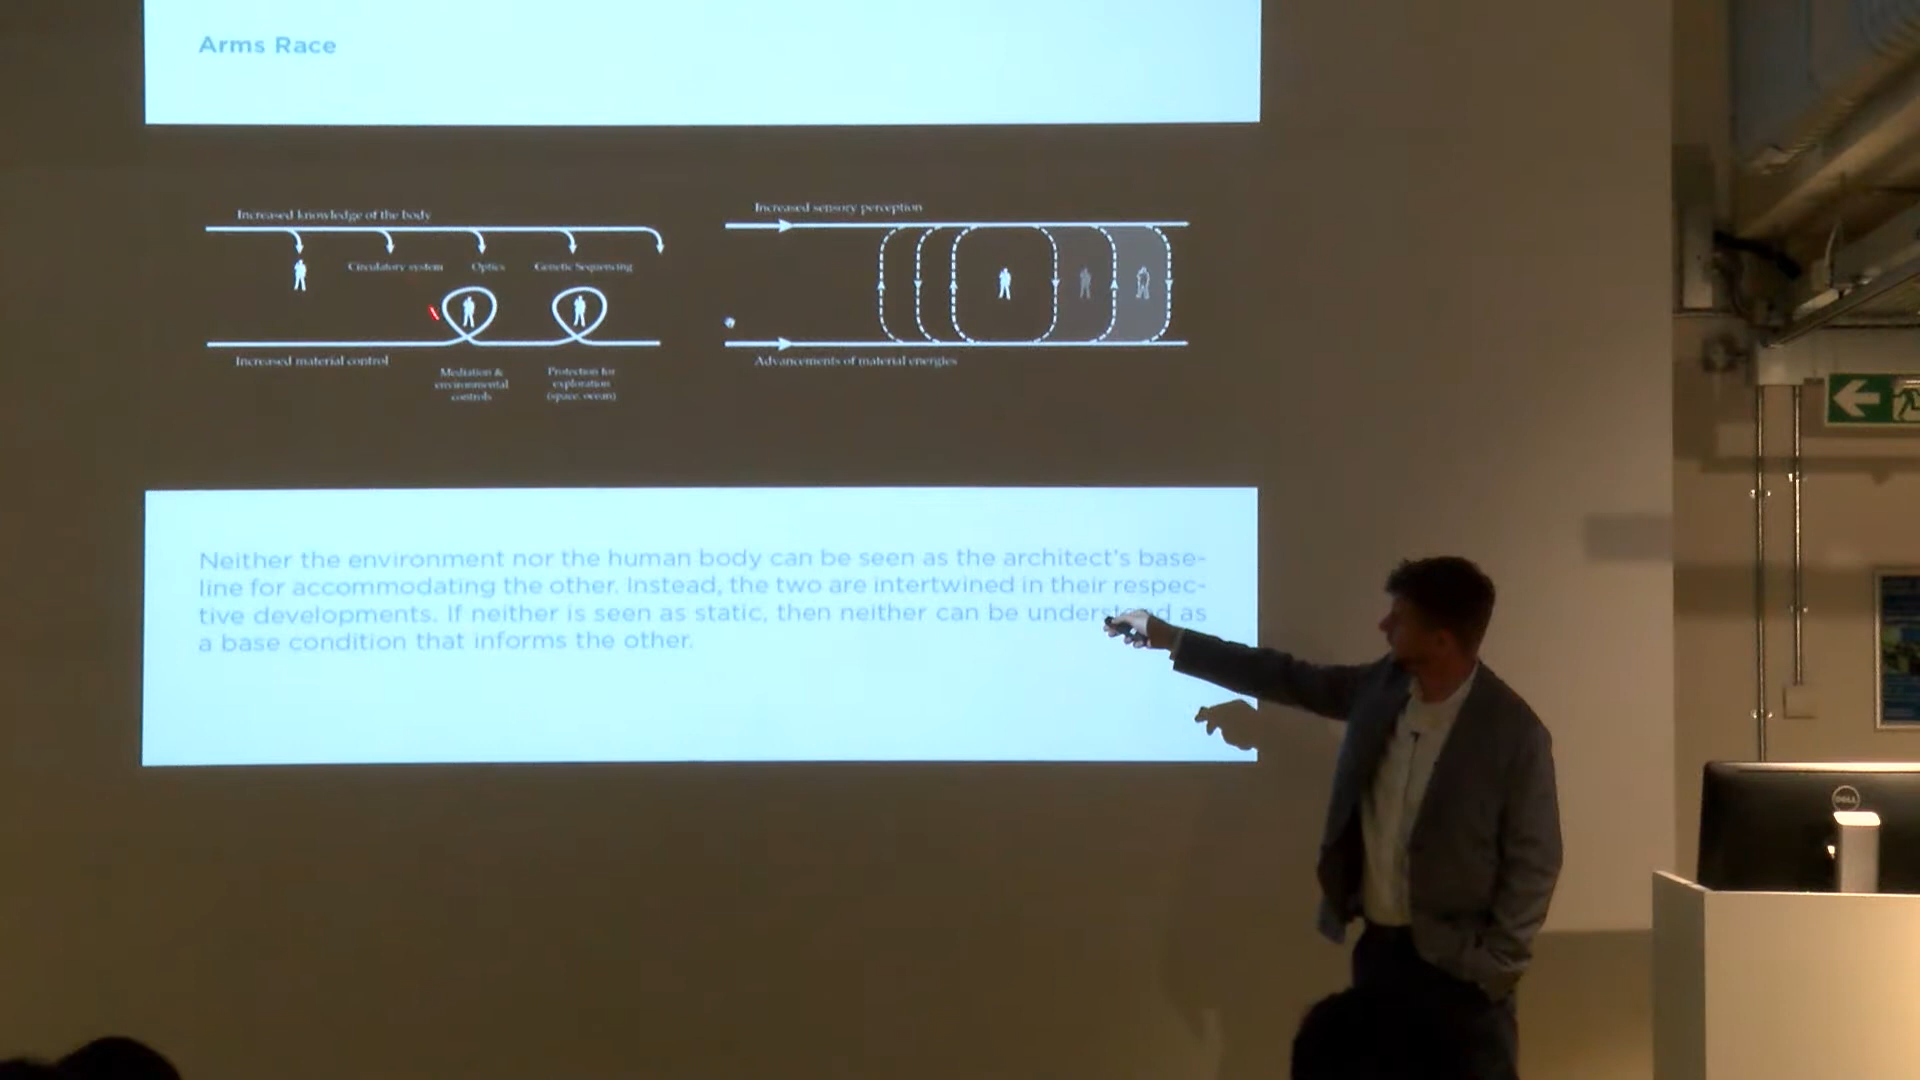 Arms Race
Increased knowledge of the body
Circulatory system
Optics
Genetic Sequencing
Increased material control
Mediation &
environmental
controls
Protection for
exploration
(space, ocean)
Increased sensory perception
Advancements of material energies
Neither the environment nor the human body can be seen as the architect's base-
line for accommodating the other. Instead, the two are intertwined in their respec-
tive developments. If neither is seen as static, then neither can be understood as
a base condition that informs the other.
DELL